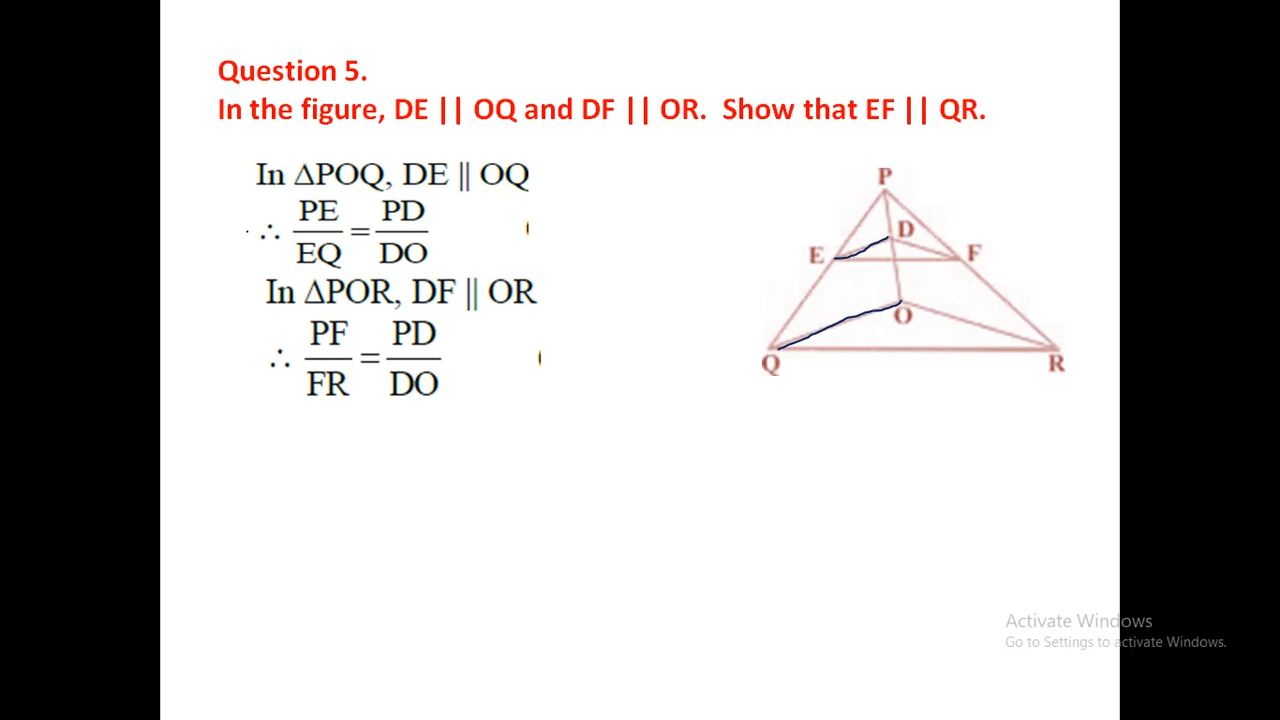 Question 5.
In the figure, DE || OQ and DF || OR. Show that EF || QR.
In ΔPOQ, DE || OQ
∴ PE/EQ = PD/DO
In ΔPOR, DF || OR
∴ PF/FR = PD/DO
P
D
E
F
O
Q
R
Activate Windows
Go to Settings to activate Windows.